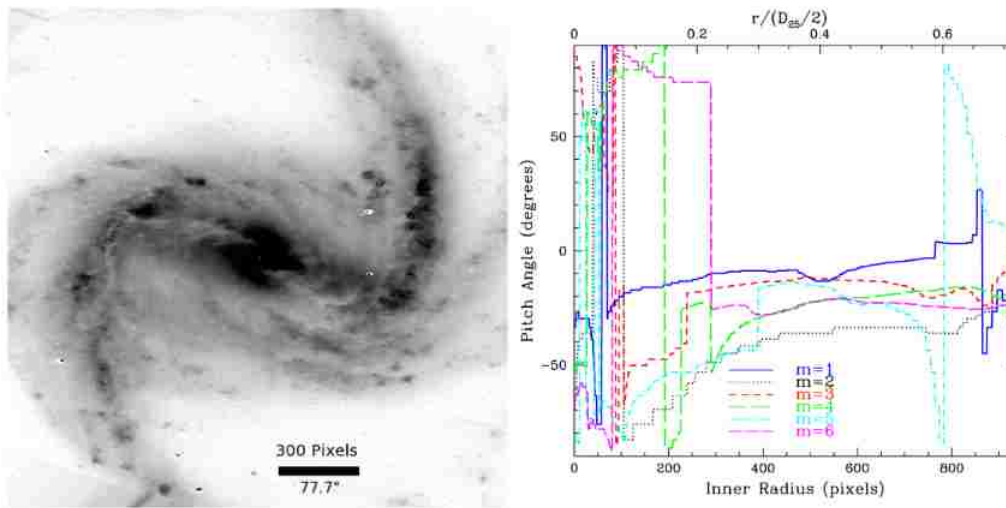 300 Pixels
77.7"
r/(D25/2)
0 0.2 0.4 0.6
Pitch Angle (degrees)
50
0
−50
m=1
m=2
m=3
m=4
m=5
m=6
0 200 400 600 800
Inner Radius (pixels)